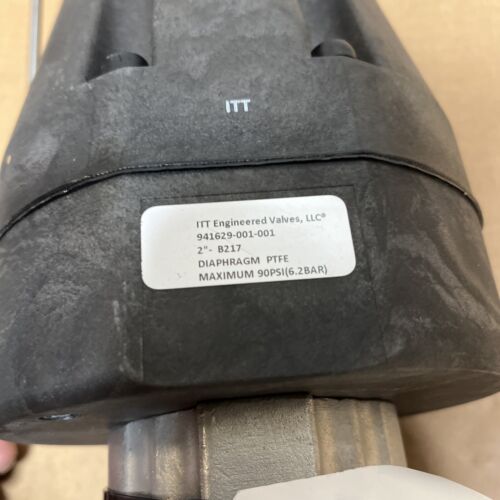 ITT
ITT Engineered Valves, LLC®
941629-001-001
2"- B217
DIAPHRAGM PTFE
MAXIMUM 90PSI(6.2BAR)